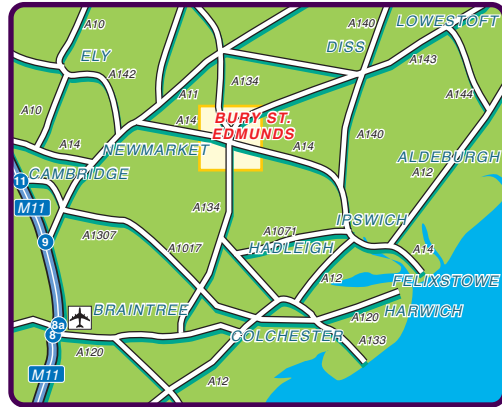 A10
A140
LOWESTOFT
ELY
DISS
A143
A142
A134
A11
A144
A10
A14
BURY ST.
EDMUNDS
A14
NEWMARKET
A14
A140
ALDEBURGH
A12
CAMBRIDGE
11
M11
A134
IPSWICH
A1071
9
A1307
A1017
HADLEIGH
A14
A12
FELIXSTOWE
BRAINTREE
HARWICH
8a
8
A120
COLCHESTER
A133
A120
M11
A12